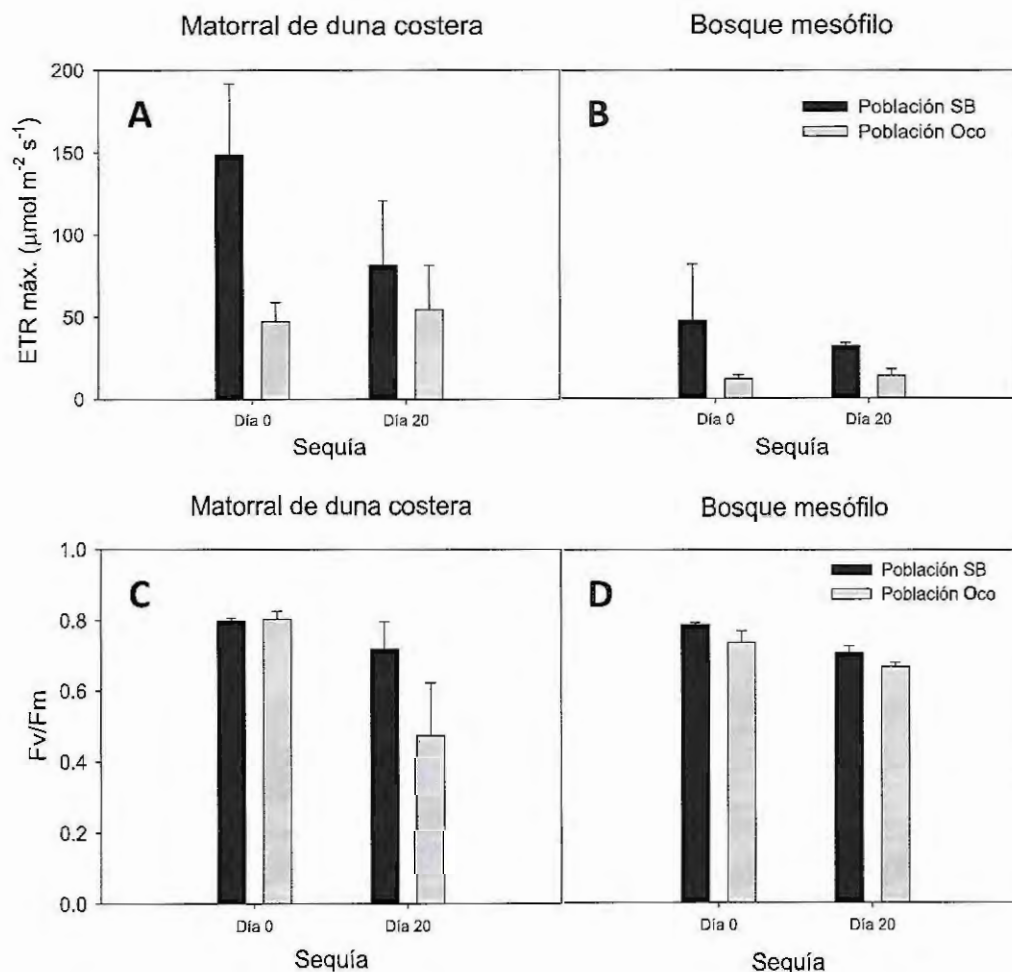 Matorral de duna costera
Bosque mesófilo
200
150
100
50
0
ETR máx. (µmol m-2 s-1)
A
B
Población SB
Población Oco
Día 0
Día 20
Día 0
Día 20
Sequía
Sequía
Matorral de duna costera
Bosque mesófilo
1.0
0.8
0.6
0.4
0.2
0.0
Fv/Fm
C
D
Población SB
Población Oco
Día 0
Día 20
Día 0
Día 20
Sequía
Sequía